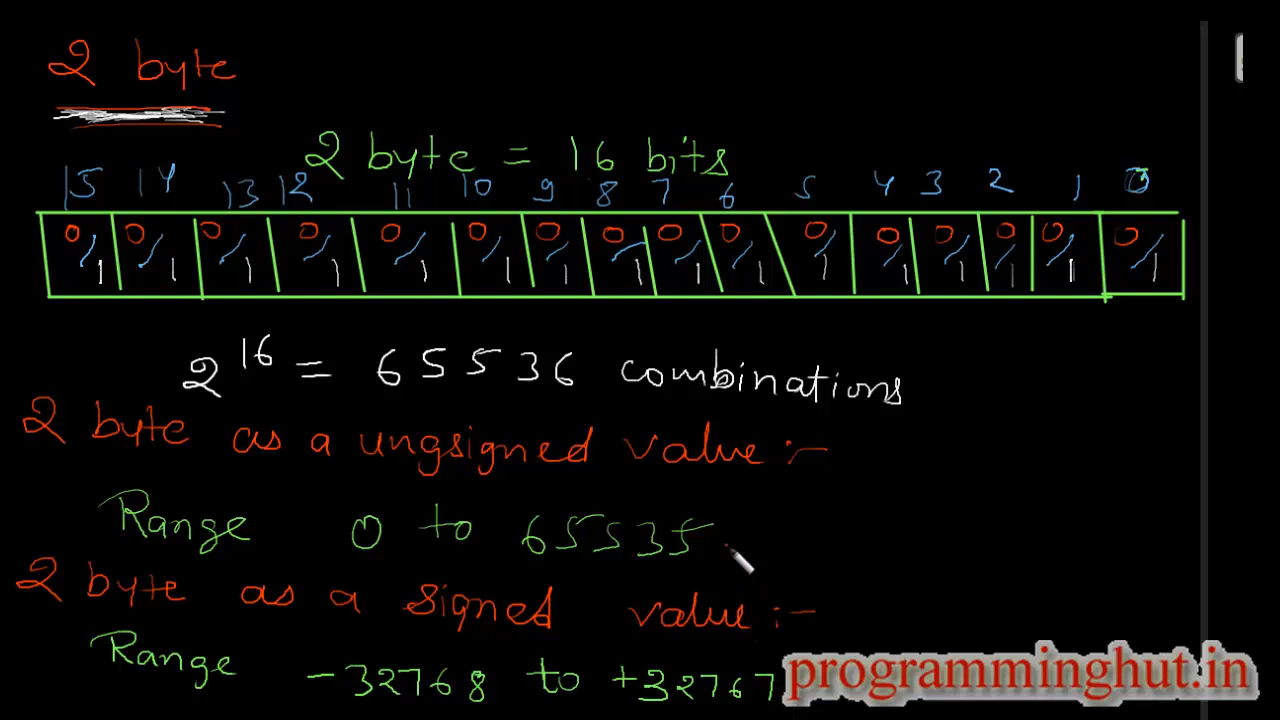 2 byte
2 byte = 16 bits
15 14 13 12 11 10 9 8 7 6 5 4 3 2 1 0
0/1 0/1 0/1 0/1 0/1 0/1 0/1 0/1 0/1 0/1 0/1 0/1 0/1 0/1 0/1 0/1
2^16 = 65536 combinations
2 byte as a ungsigned value :-
Range 0 to 65535
2 byte as a signed value :-
Range -32768 to +32767
programminghut.in